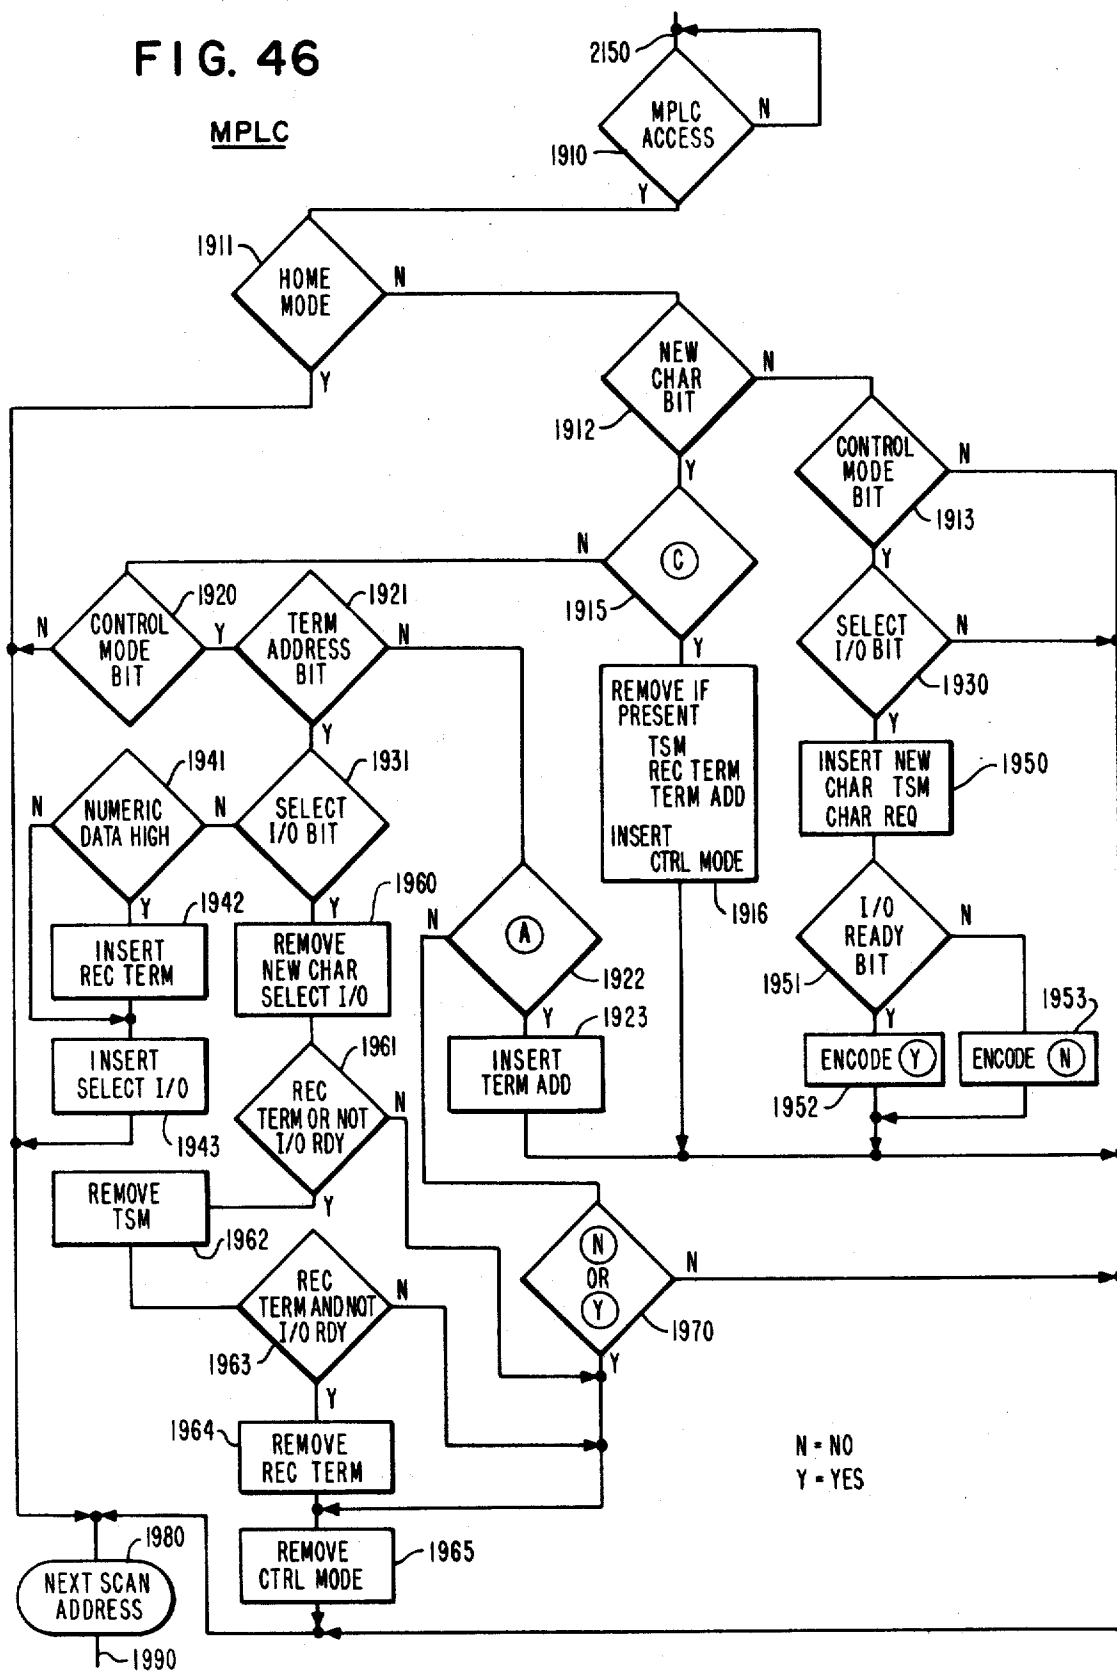 FIG. 46
MPLC
2150
MPLC
ACCESS
N
1910
Y
1911
HOME
MODE
N
Y
NEW
CHAR
BIT
N
1912
Y
CONTROL
MODE
BIT
N
1913
Y
N
C
1915
Y
1920
N
CONTROL
MODE
BIT
Y
1921
TERM
ADDRESS
BIT
N
Y
SELECT
I/O BIT
N
1930
Y
REMOVE IF
PRESENT
TSM
REC TERM
TERM ADD
INSERT
CTRL MODE
1916
1941
N
NUMERIC
DATA HIGH
N
Y
1931
SELECT
I/O BIT
Y
INSERT NEW
CHAR TSM
CHAR REQ
1950
1942
INSERT
REC TERM
1960
REMOVE
NEW CHAR
SELECT I/O
N
A
1922
Y
I/O
READY
BIT
N
1951
Y
1953
INSERT
SELECT I/O
1943
1961
REC
TERM OR NOT
I/O RDY
N
Y
1923
INSERT
TERM ADD
ENCODE Y
1952
ENCODE N
REMOVE
TSM
1962
REC
TERM AND NOT
I/O RDY
N
1963
Y
N
OR
Y
N
1970
Y
1964
REMOVE
REC TERM
N = NO
Y = YES
1980
NEXT SCAN
ADDRESS
1990
REMOVE
CTRL MODE
1965